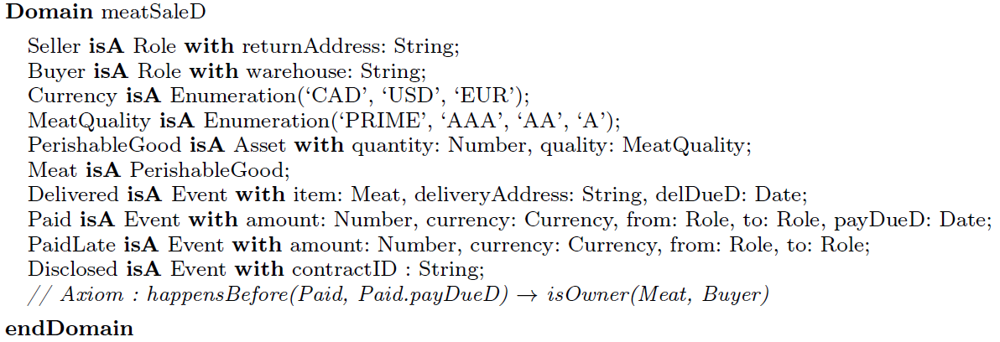 Domain meatSaleD
Seller isA Role with returnAddress: String;
Buyer isA Role with warehouse: String;
Currency isA Enumeration(‘CAD’, ‘USD’, ‘EUR’);
MeatQuality isA Enumeration(‘PRIME’, ‘AAA’, ‘AA’, ‘A’);
PerishableGood isA Asset with quantity: Number, quality: MeatQuality;
Meat isA PerishableGood;
Delivered isA Event with item: Meat, deliveryAddress: String, delDueD: Date;
Paid isA Event with amount: Number, currency: Currency, from: Role, to: Role, payDueD: Date;
PaidLate isA Event with amount: Number, currency: Currency, from: Role, to: Role;
Disclosed isA Event with contractID : String;
// Axiom : happensBefore(Paid, Paid.payDueD) → isOwner(Meat, Buyer)
endDomain